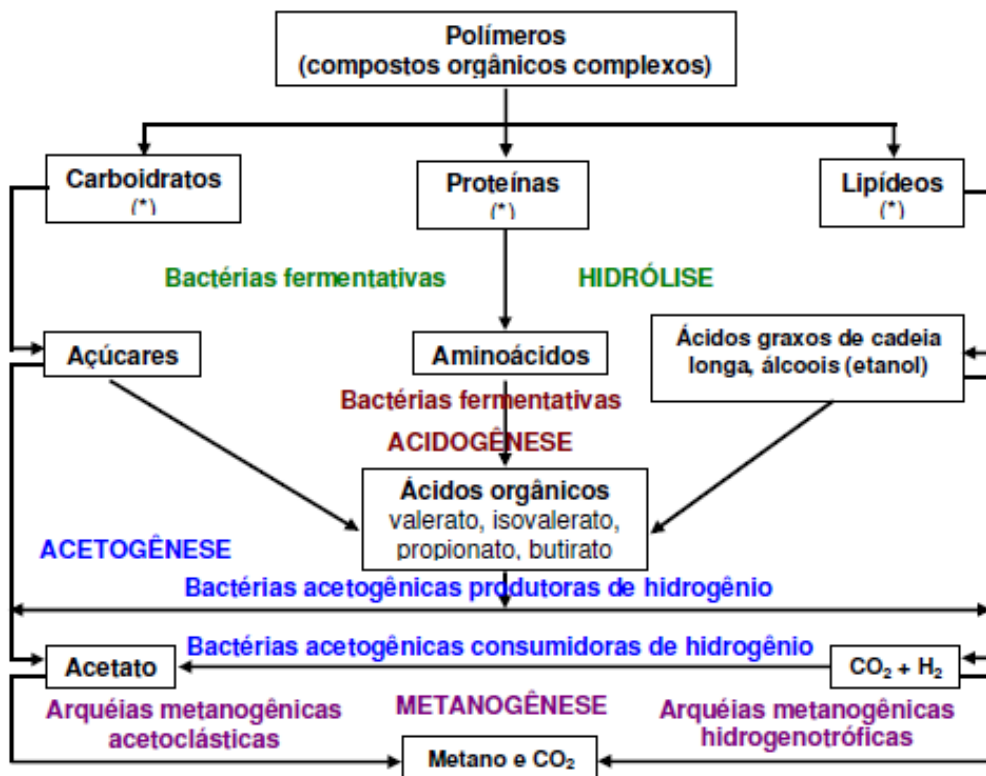 Polímeros
(compostos orgânicos complexos)
Carboidratos
(*)
Proteínas
(*)
Lipídeos
(*)
Bactérias fermentativas
HIDRÓLISE
Açúcares
Aminoácidos
Ácidos graxos de cadeia
longa, álcoois (etanol)
Bactérias fermentativas
ACIDOGÊNESE
Ácidos orgânicos
valerato, isovalerato,
propionato, butirato
ACETOGÊNESE
Bactérias acetogênicas produtoras de hidrogênio
Bactérias acetogênicas consumidoras de hidrogênio
Acetato
CO₂ + H₂
Arquéias metanogênicas
acetoclásticas
METANOGÊNESE
Arquéias metanogênicas
hidrogenotróficas
Metano e CO₂